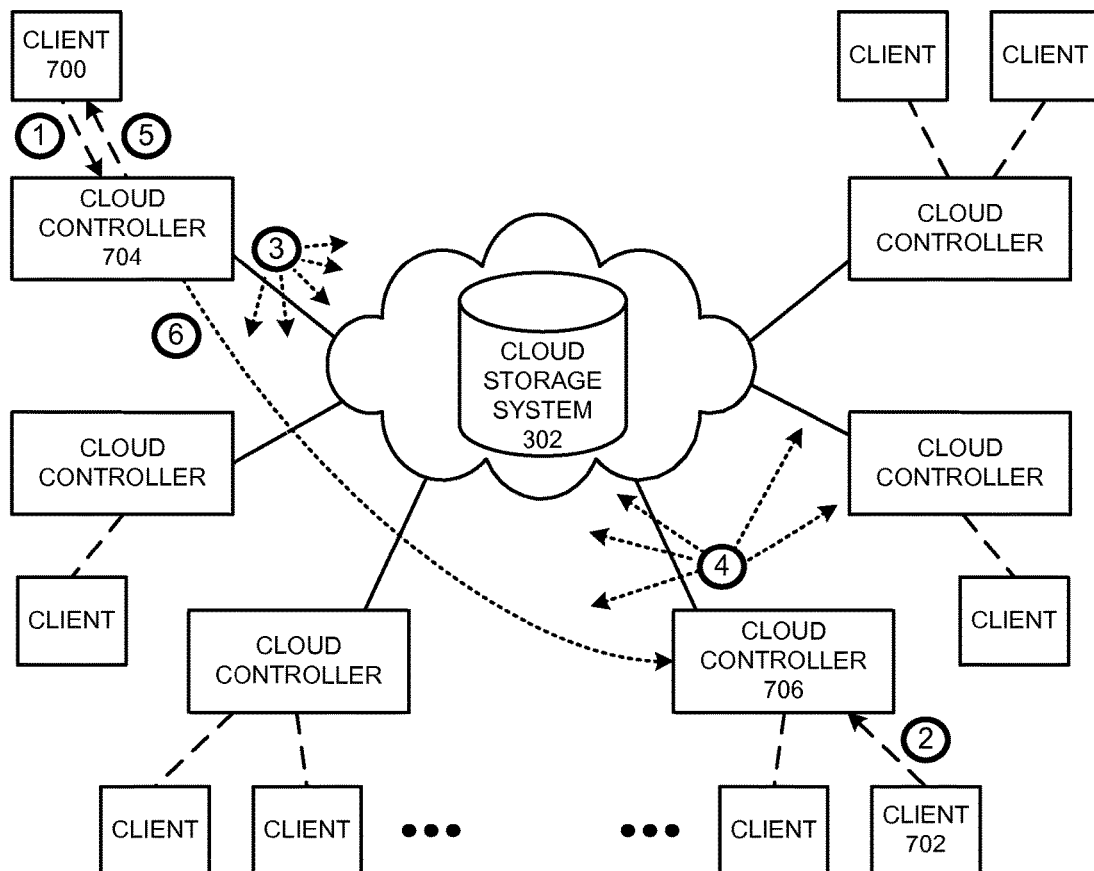 CLIENT
700
CLIENT
CLIENT
1
5
CLOUD
CONTROLLER
704
CLOUD
CONTROLLER
3
6
CLOUD
STORAGE
SYSTEM
302
CLOUD
CONTROLLER
CLOUD
CONTROLLER
4
CLIENT
CLIENT
CLOUD
CONTROLLER
CLOUD
CONTROLLER
706
2
CLIENT
CLIENT
CLIENT
CLIENT
702